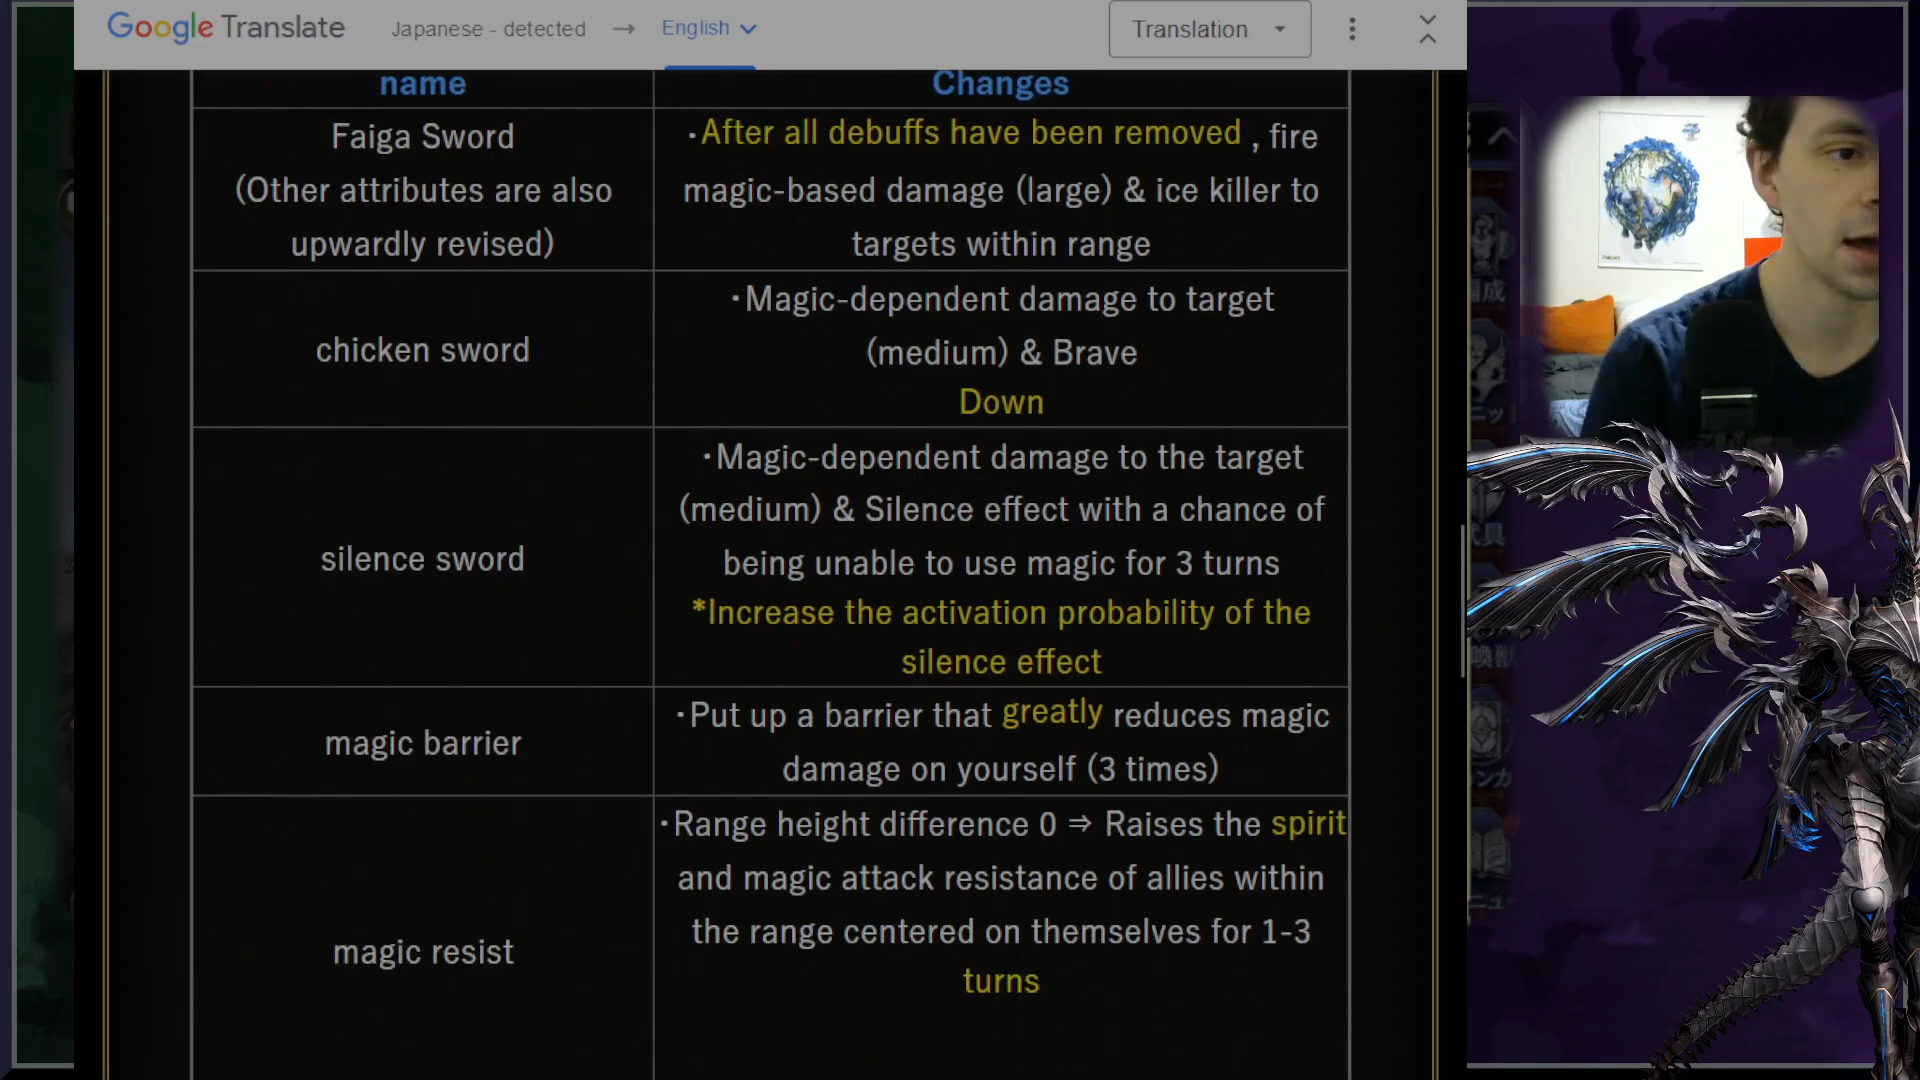 Google Translate Japanese - detected → English Translation
name Changes
Faiga Sword
(Other attributes are also
upwardly revised)
・After all debuffs have been removed , fire
magic-based damage (large) & ice killer to
targets within range
chicken sword
・Magic-dependent damage to target
(medium) & Brave
Down
silence sword
・Magic-dependent damage to the target
(medium) & Silence effect with a chance of
being unable to use magic for 3 turns
*Increase the activation probability of the
silence effect
magic barrier
・Put up a barrier that greatly reduces magic
damage on yourself (3 times)
magic resist
・Range height difference 0 ⇒ Raises the spirit
and magic attack resistance of allies within
the range centered on themselves for 1-3
turns